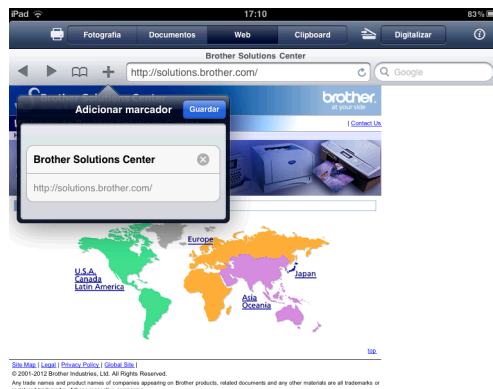 iPad 17:10 83 %
Fotografia Documentos Web Clipboard Digitalizar
Brother Solutions Center
http://solutions.brother.com/ Google
Adicionar marcador Guardar
brother.
at your side
Contact Us
Brother Solutions Center
http://solutions.brother.com/
Europe
U.S.A.
Canada
Latin America
Japan
Asia
Oceania
top
Site Map | Legal | Privacy Policy | Global Site |
© 2001-2012 Brother Industries, Ltd. All Rights Reserved.
Any trade names and product names of companies appearing on Brother products, related documents and any other materials are all trademarks or